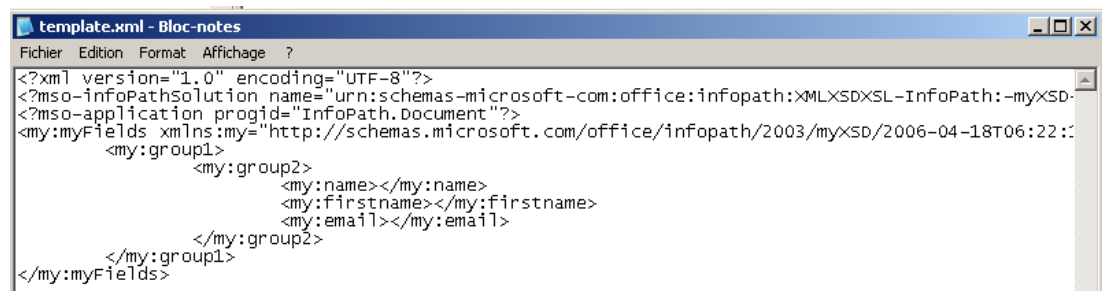 template.xml - Bloc-notes
Fichier Edition Format Affichage ?
<?xml version="1.0" encoding="UTF-8"?>
<?mso-infoPathSolution name="urn:schemas-microsoft-com:office:infopath:XMLXSDXSL-InfoPath:-myXSD-
<?mso-application progid="InfoPath.Document"?>
<my:myFields xmlns:my="http://schemas.microsoft.com/office/infopath/2003/myXSD/2006-04-18T06:22:
<my:group1>
<my:group2>
<my:name></my:name>
<my:firstname></my:firstname>
<my:email></my:email>
</my:group2>
</my:group1>
</my:myFields>